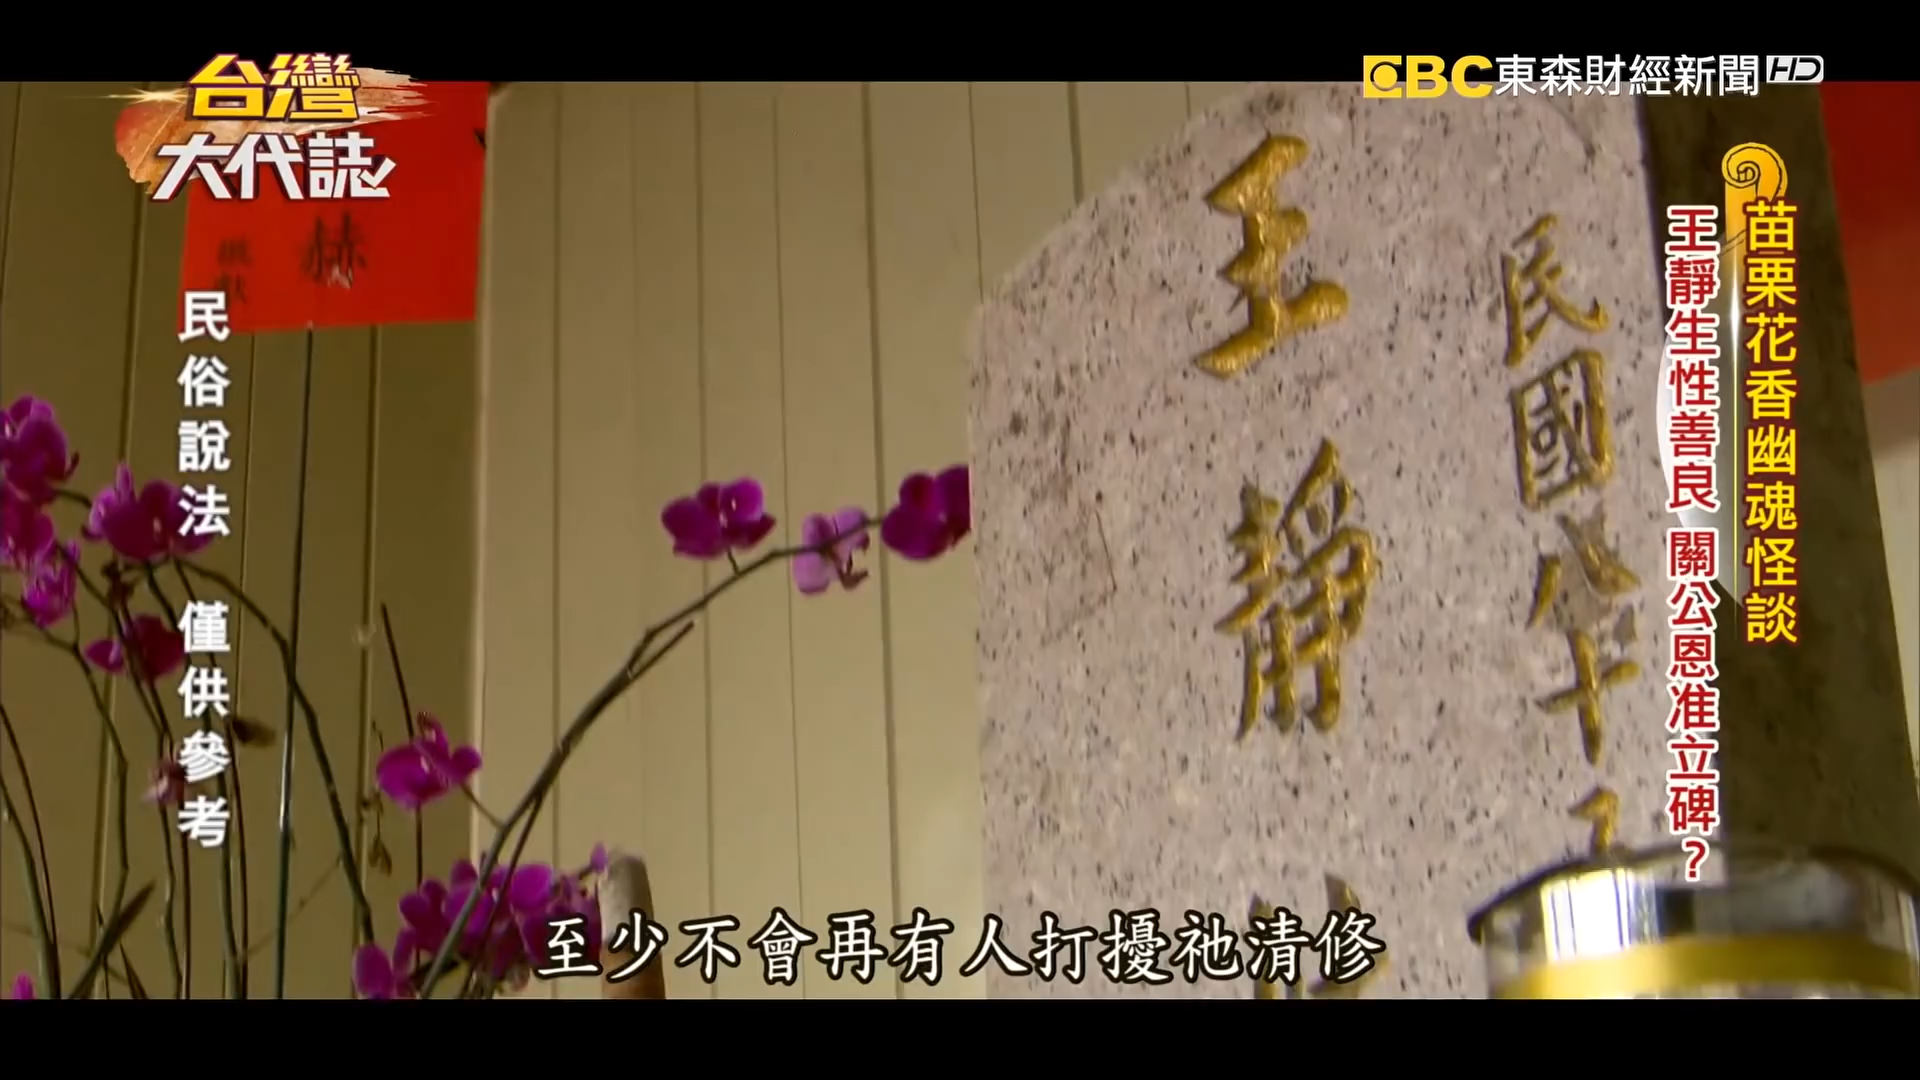 台灣
大代誌
EBC東森財經新聞HD
苗栗花香幽魂怪談
王靜生性善良 關公恩准立碑?
民俗說法 僅供參考
赫
民國八十
王靜
至少不會再有人打擾祂清修